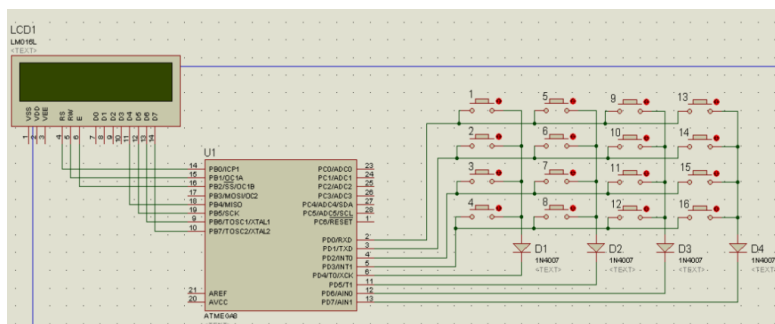 LCD1
LM016L
<TEXT>
VSS VDD VEE RS RW E D0 D1 D2 D3 D4 D5 D6 D7
1 2 3 4 5 6 7 8 9 10 11 12 13 14
U1
14 PB0/ICP1 PC0/ADC0 23
15 PB1/OC1A PC1/ADC1 24
16 PB2/SS/OC1B PC2/ADC2 25
17 PB3/MOSI/OC2 PC3/ADC3 26
18 PB4/MISO PC4/ADC4/SDA 27
19 PB5/SCK PC5/ADC5/SCL 28
9 PB6/TOSC1/XTAL1 PC6/RESET 1
10 PB7/TOSC2/XTAL2
PD0/RXD 2
PD1/TXD 3
PD2/INT0 4
PD3/INT1 5
PD4/T0/XCK 6
PD5/T1 11
21 AREF PD6/AIN0 12
20 AVCC PD7/AIN1 13
ATMEGA8
<TEXT>
1 5 9 13
2 6 10 14
3 7 11 15
4 8 12 16
D1 D2 D3 D4
1N4007 1N4007 1N4007 1N4007
<TEXT> <TEXT> <TEXT> <TEXT>